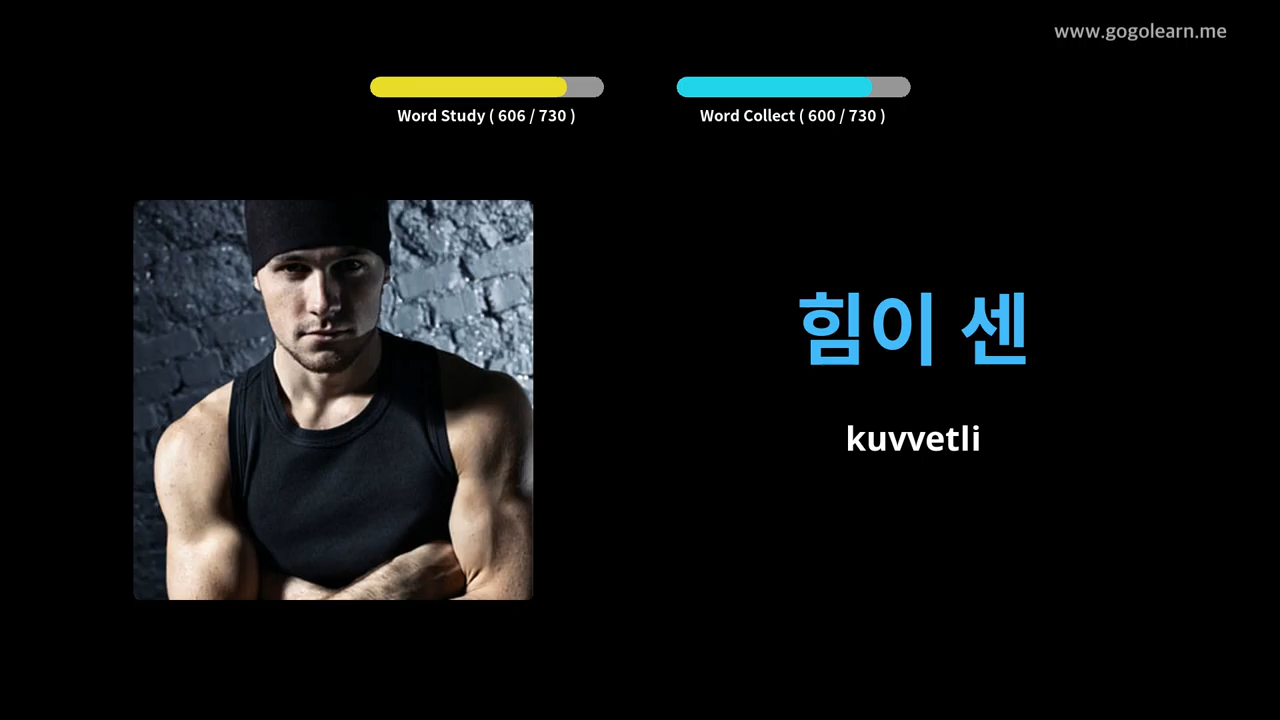 www.gogolearn.me
Word Study ( 606 / 730 )
Word Collect ( 600 / 730 )
힘이 센
kuvvetli